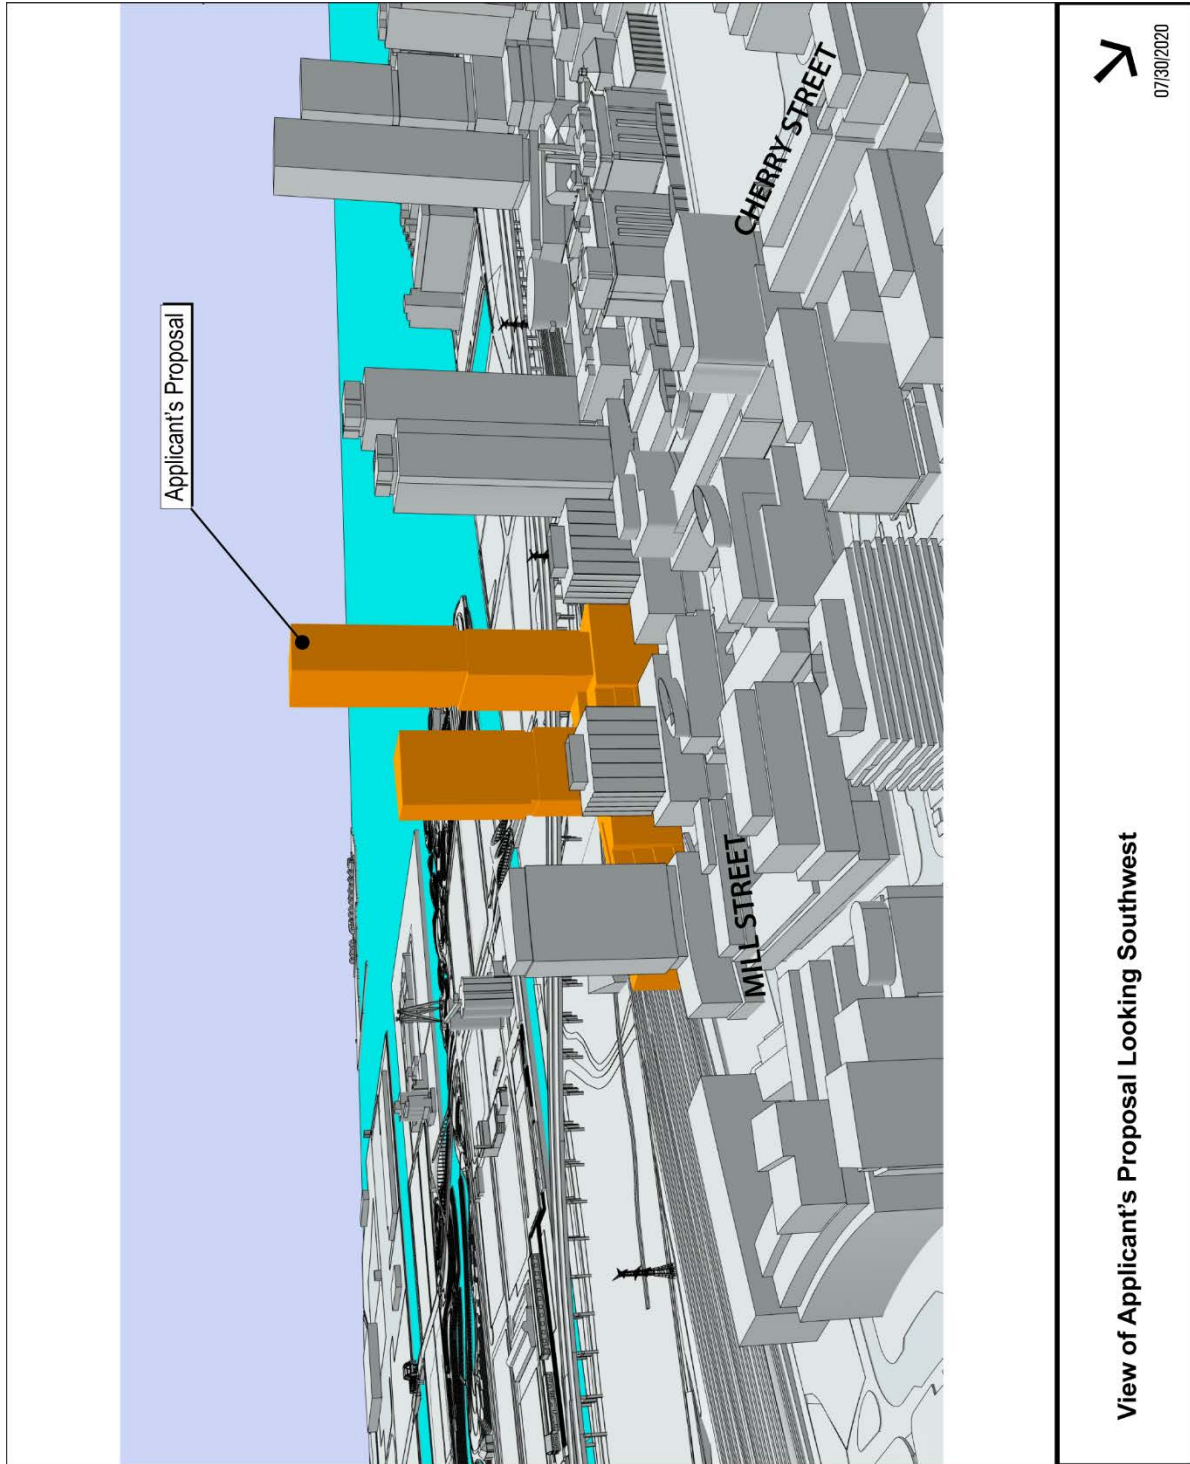 Applicant's Proposal
CHERRY STREET
MILL STREET
View of Applicant's Proposal Looking Southwest
07/30/2020